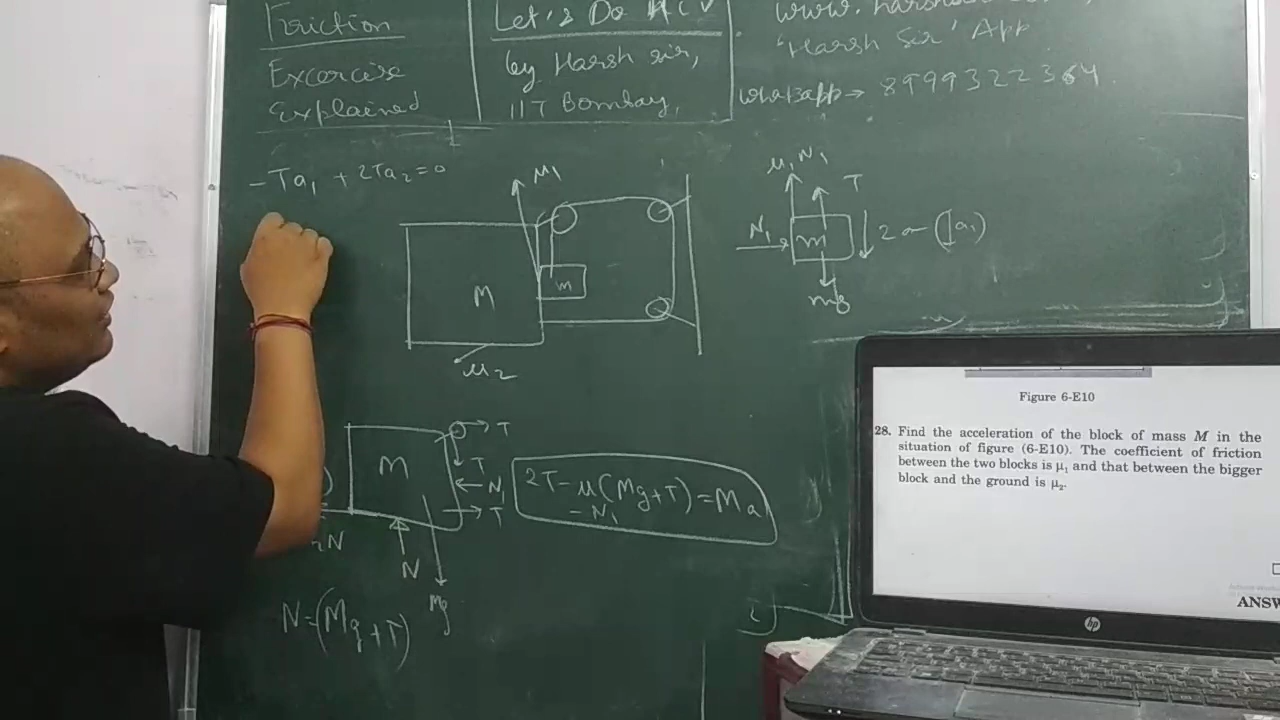 Friction
Excercise
Explained
Let's Do HCV
by Harsh sir,
IIT Bombay,
'Harsh Sir' App
whatsapp → 8999322364
-Ta₁ + 2Ta₂=0
μ₁
M
m
μ₂
μ₁N₁
T
N₁
m
mg
2a (a₁)
M
T
T
N₁
T
N
Mg
N=(Mg+T)
2T-μ(Mg+T)=Ma
-N₁
Figure 6-E10
28. Find the acceleration of the block of mass M in the
situation of figure (6-E10). The coefficient of friction
between the two blocks is μ₁ and that between the bigger
block and the ground is μ₂.
ANSW
hp